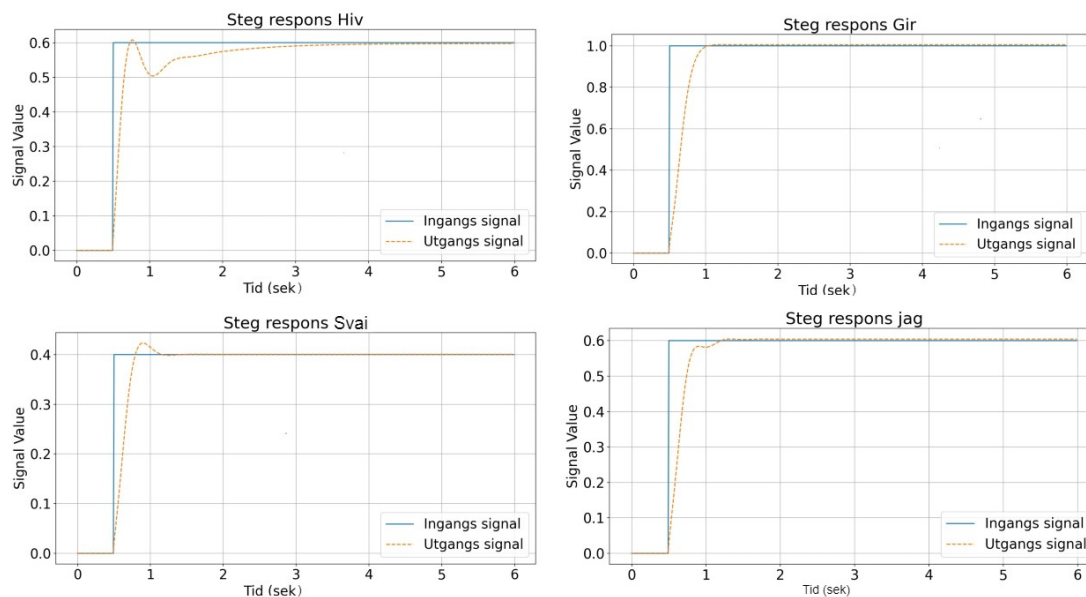 Steg respons Hiv
Signal Value
0.6
0.5
0.4
0.3
0.2
0.1
0.0
Ingangs signal
Utgangs signal
0 1 2 3 4 5 6
Tid (sek)
Steg respons Gir
Signal Value
1.0
0.8
0.6
0.4
0.2
0.0
Ingangs signal
Utgangs signal
0 1 2 3 4 5 6
Tid (sek)
Steg respons Svai
Signal Value
0.4
0.3
0.2
0.1
0.0
Ingangs signal
Utgangs signal
0 1 2 3 4 5 6
Tid (sek)
Steg respons jag
Signal Value
0.6
0.5
0.4
0.3
0.2
0.1
0.0
Ingangs signal
Utgangs signal
0 1 2 3 4 5 6
Tid (sek)